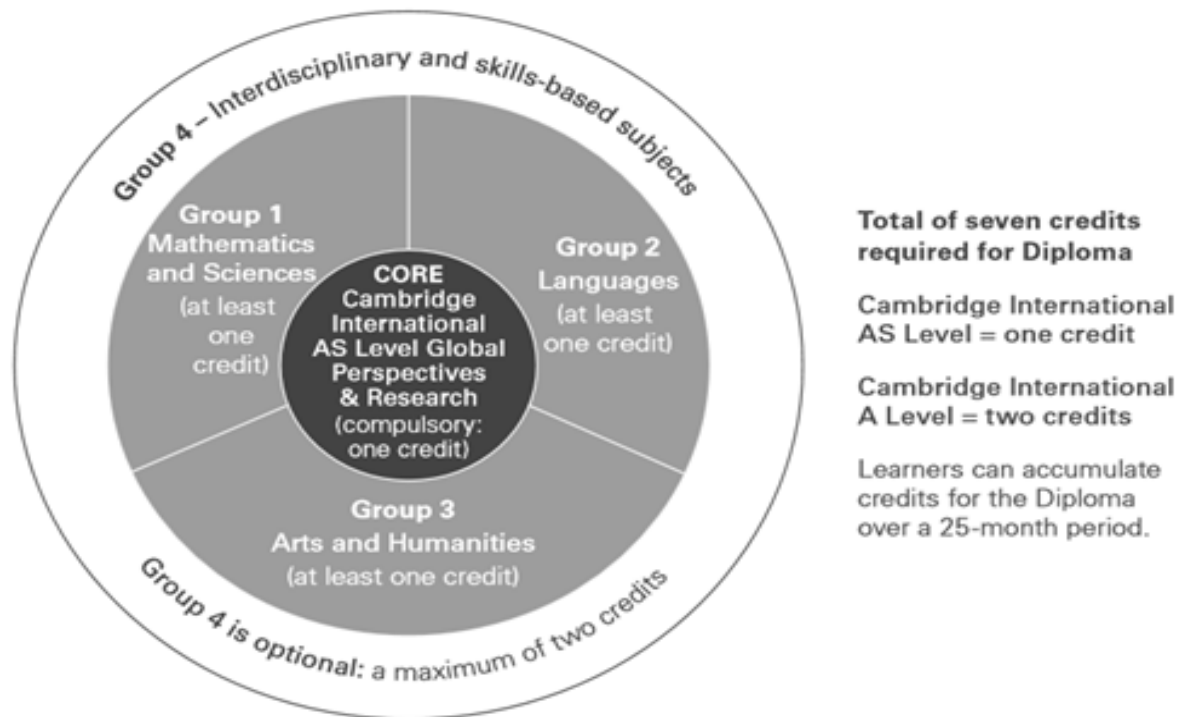 Group 4 – Interdisciplinary and skills-based subjects
Group 1
Mathematics
and Sciences
(at least
one
credit)
Group 2
Languages
(at least
one credit)
CORE
Cambridge
International
AS Level Global
Perspectives
& Research
(compulsory:
one credit)
Group 3
Arts and Humanities
(at least one credit)
Group 4 is optional: a maximum of two credits
Total of seven credits
required for Diploma
Cambridge International
AS Level = one credit
Cambridge International
A Level = two credits
Learners can accumulate
credits for the Diploma
over a 25-month period.